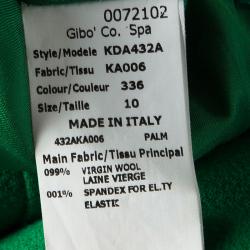 0072102
Gibo' Co. Spa
Style/Modele KDA432A
Fabric/Tissu KA006
Colour/Couleur 336
Size/Taille 10
MADE IN ITALY
432AKA006 PALM
Main Fabric/Tissu Principal
099% VIRGIN WOOL
LAINE VIERGE
001% SPANDEX FOR EL.TY
ELASTIC